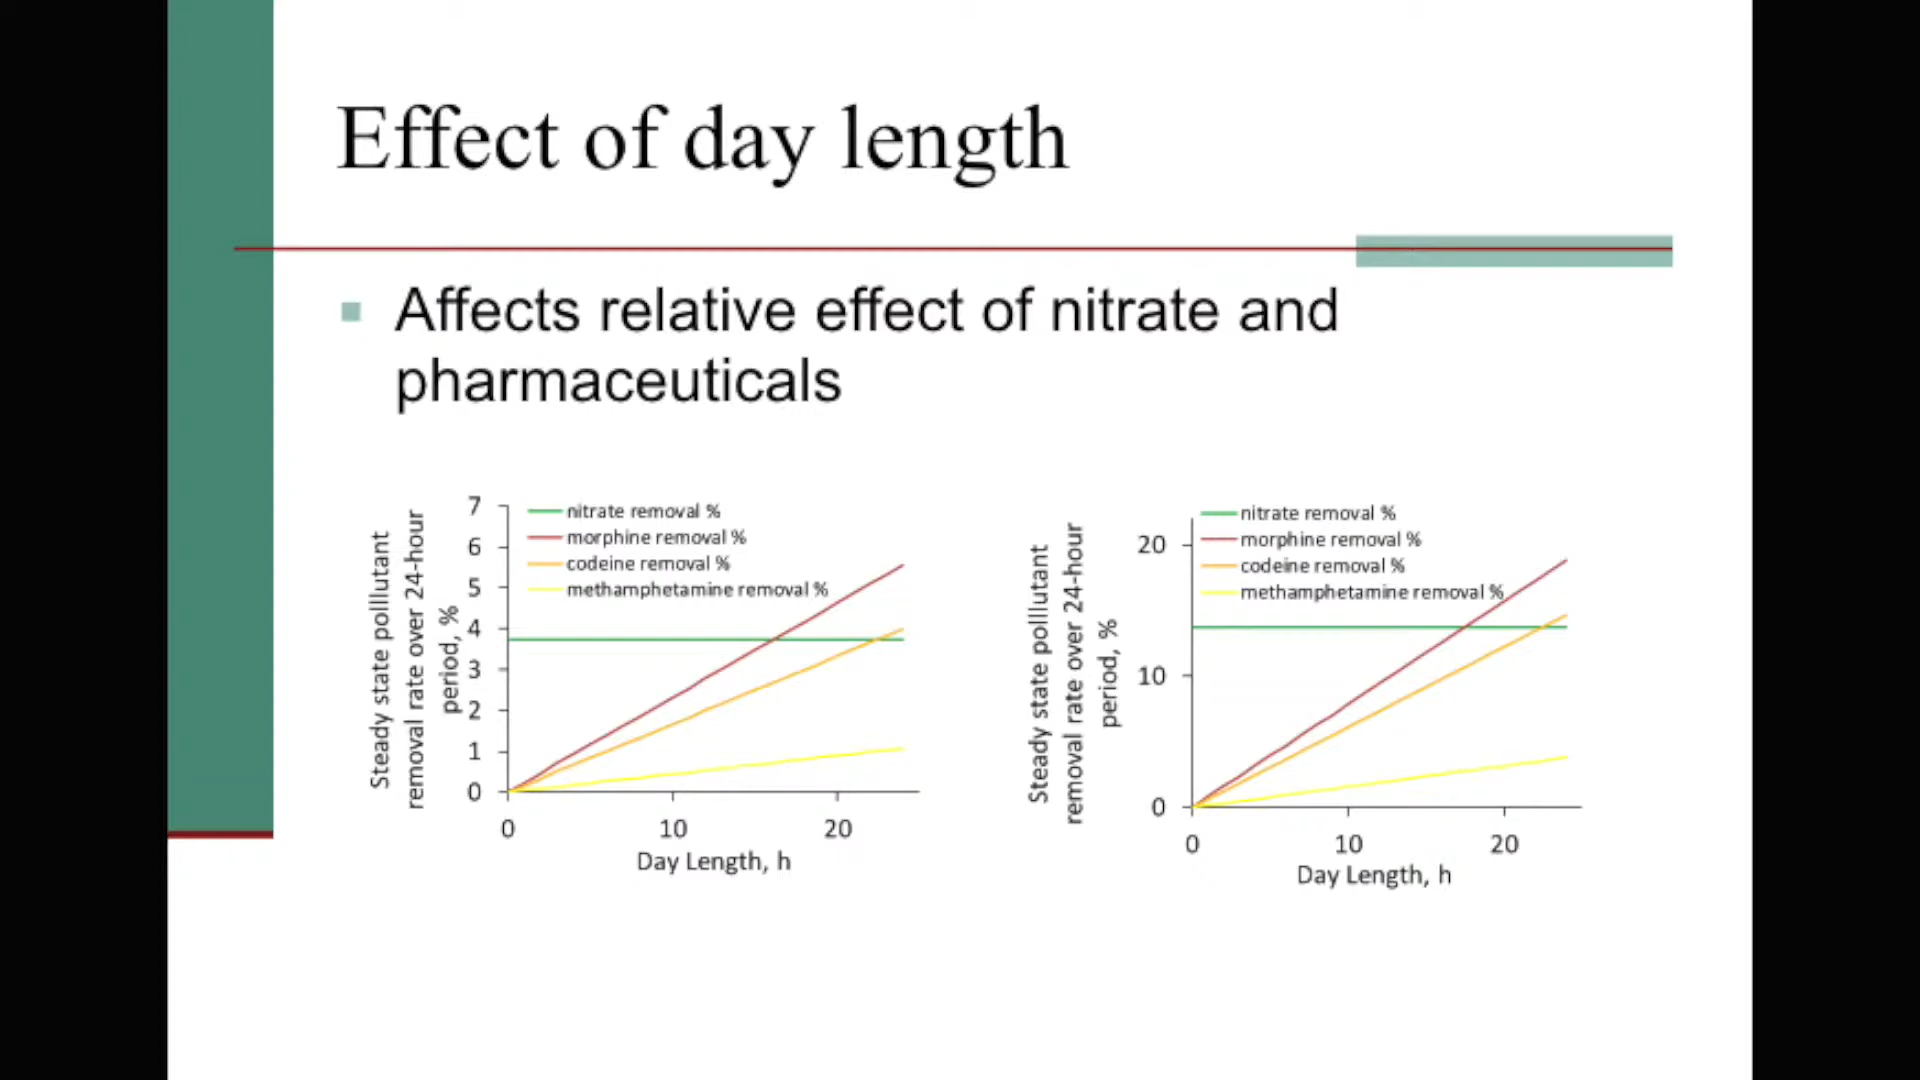 Effect of day length
Affects relative effect of nitrate and
pharmaceuticals
Steady state polllutant
removal rate over 24-hour
period, %
7
6
5
4
3
2
1
0
nitrate removal %
morphine removal %
codeine removal %
methamphetamine removal %
0 10 20
Day Length, h
Steady state polllutant
removal rate over 24-hour
period, %
20
10
0
nitrate removal %
morphine removal %
codeine removal %
methamphetamine removal %
0 10 20
Day Length, h